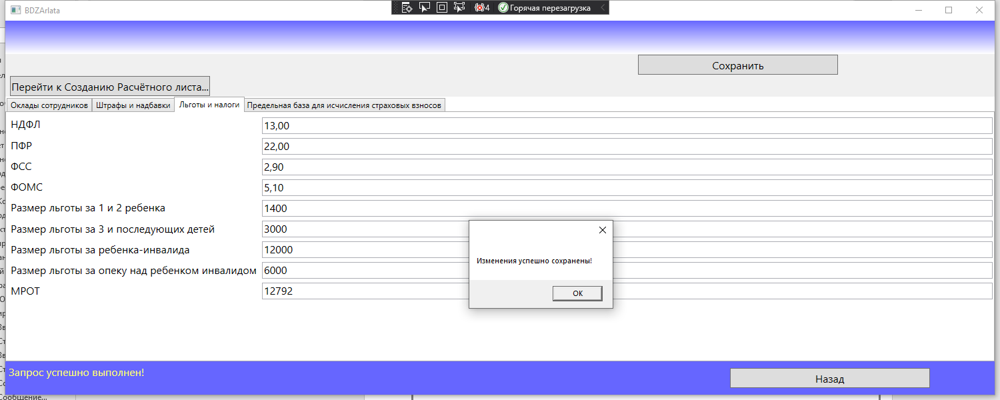 BDZArlata
4 Горячая перезагрузка
Сохранить
Перейти к Созданию Расчётного листа...
Оклады сотрудников Штрафы и надбавки Льготы и налоги Предельная база для исчисления страховых взносов
НДФЛ 13,00
ПФР 22,00
ФСС 2,90
ФОМС 5,10
Размер льготы за 1 и 2 ребенка 1400
Размер льготы за 3 и последующих детей 3000
Размер льготы за ребенка-инвалида 12000
Размер льготы за опеку над ребенком инвалидом 6000
МРОТ 12792
Изменения успешно сохранены!
ОК
Запрос успешно выполнен!
Назад
Сообщение...